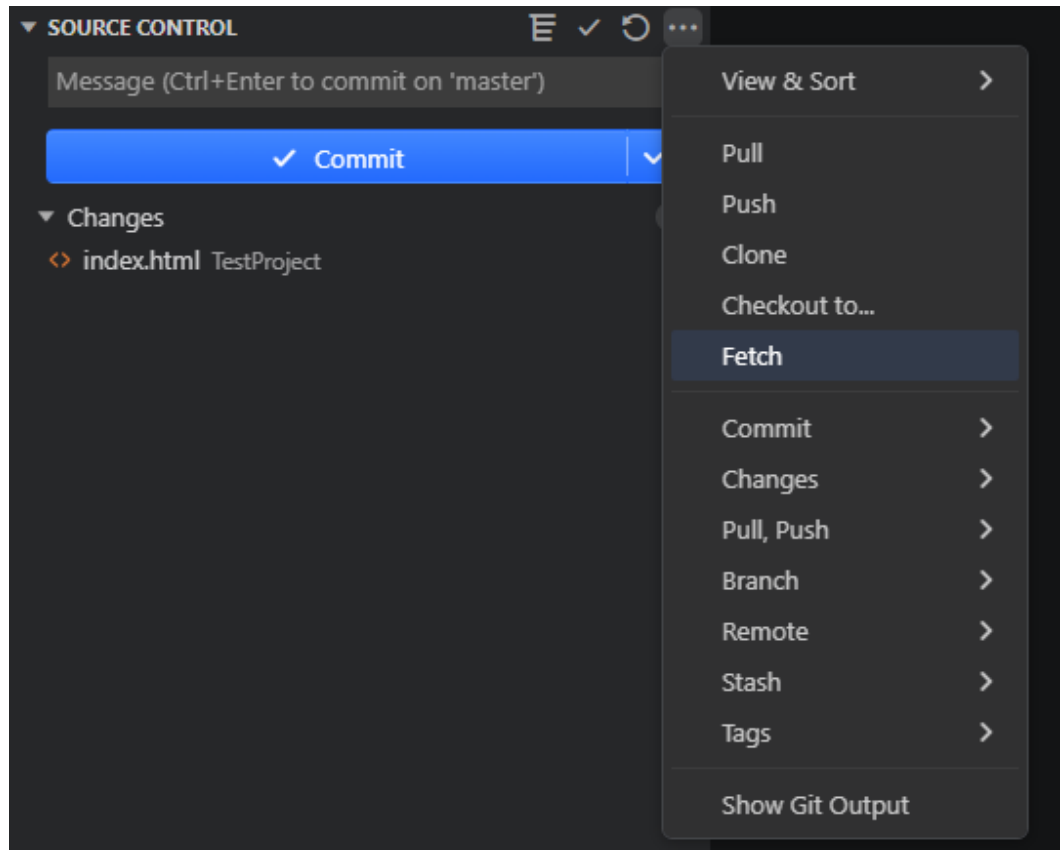 SOURCE CONTROL
Message (Ctrl+Enter to commit on 'master')
Commit
Changes
index.html TestProject
View & Sort
Pull
Push
Clone
Checkout to...
Fetch
Commit
Changes
Pull, Push
Branch
Remote
Stash
Tags
Show Git Output